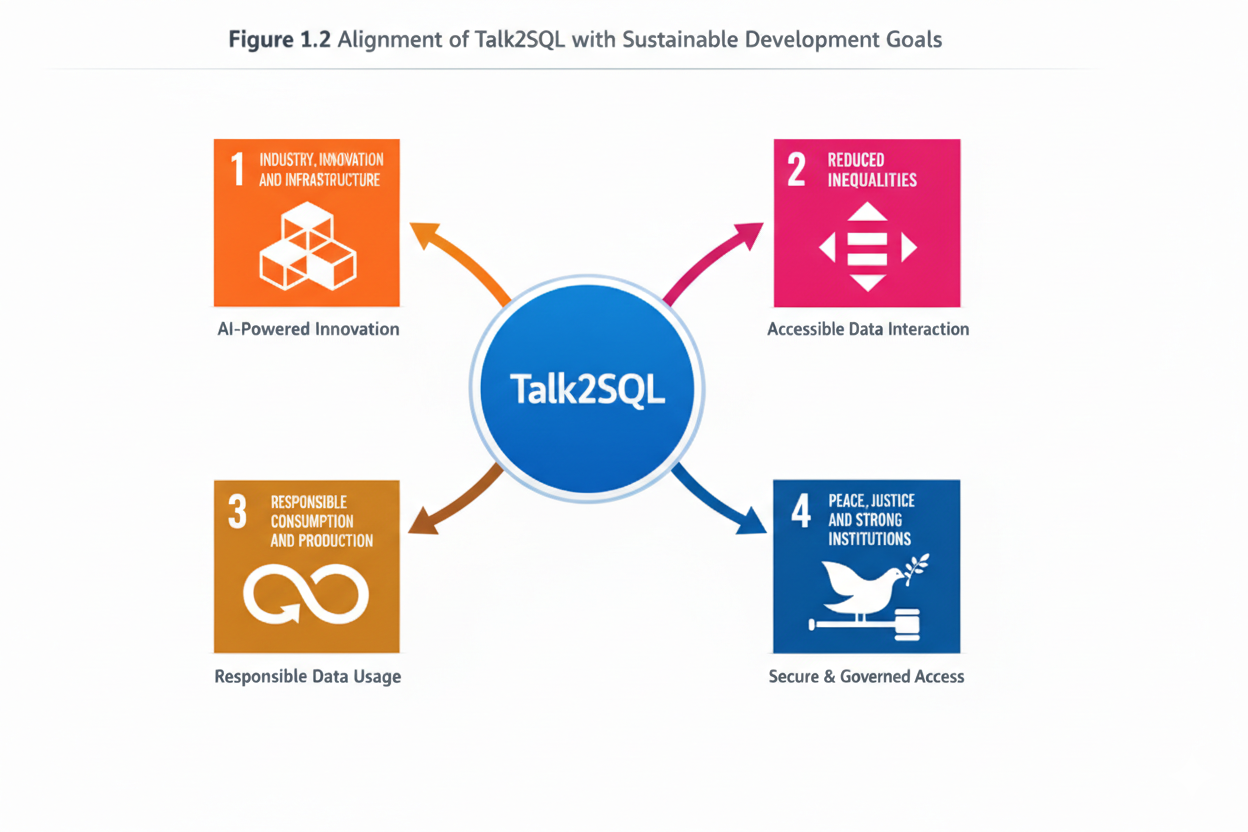 Figure 1.2 Alignment of Talk2SQL with Sustainable Development Goals
1 INDUSTRY, INNOVATION
AND INFRASTRUCTURE
AI-Powered Innovation
2 REDUCED
INEQUALITIES
Accessible Data Interaction
Talk2SQL
3 RESPONSIBLE
CONSUMPTION
AND PRODUCTION
Responsible Data Usage
4 PEACE, JUSTICE
AND STRONG
INSTITUTIONS
Secure & Governed Access